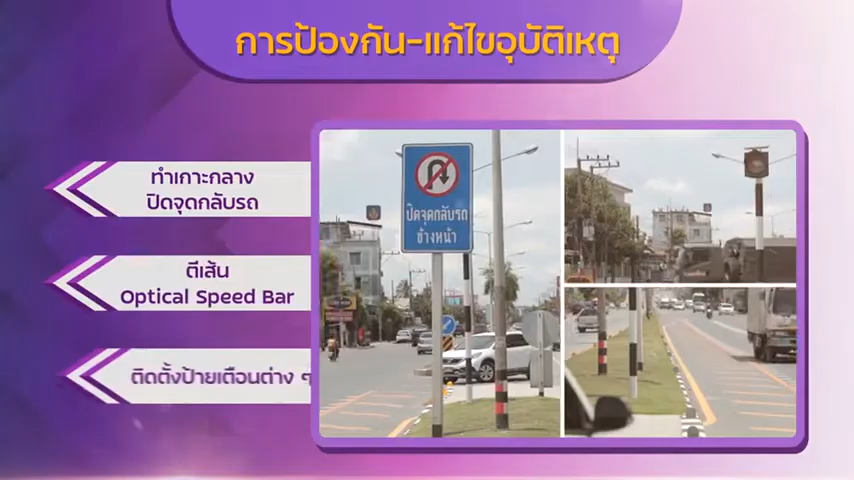 การป้องกัน-แก้ไขอุบัติเหตุ
ทำเกาะกลาง
ปิดจุดกลับรถ
ตีเส้น
Optical Speed Bar
ติดตั้งป้ายเตือนต่าง ๆ
ปิดจุดกลับรถ
ข้างหน้า